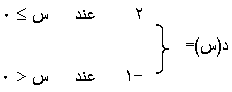 ٢ عند س ≥ ٠
د(س)=
-١ عند س < ٠